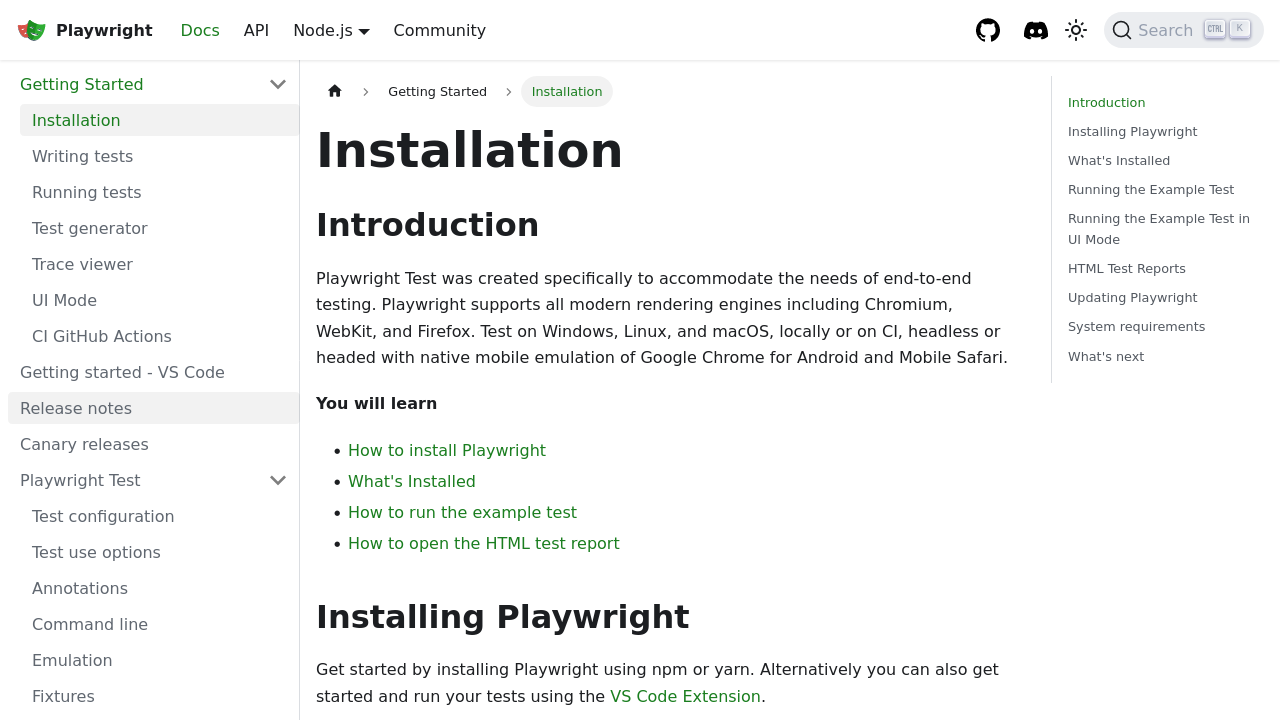 Playwright
Docs
API
Node.js
Community
Search
CTRL
K
Getting Started
Installation
Writing tests
Running tests
Test generator
Trace viewer
UI Mode
CI GitHub Actions
Getting started - VS Code
Release notes
Canary releases
Playwright Test
Test configuration
Test use options
Annotations
Command line
Emulation
Fixtures
Getting Started
Installation
Installation
Introduction
Playwright Test was created specifically to accommodate the needs of end-to-end
testing. Playwright supports all modern rendering engines including Chromium,
WebKit, and Firefox. Test on Windows, Linux, and macOS, locally or on CI, headless or
headed with native mobile emulation of Google Chrome for Android and Mobile Safari.
You will learn
• How to install Playwright
• What's Installed
• How to run the example test
• How to open the HTML test report
Installing Playwright
Get started by installing Playwright using npm or yarn. Alternatively you can also get
started and run your tests using the VS Code Extension.
Introduction
Installing Playwright
What's Installed
Running the Example Test
Running the Example Test in
UI Mode
HTML Test Reports
Updating Playwright
System requirements
What's next